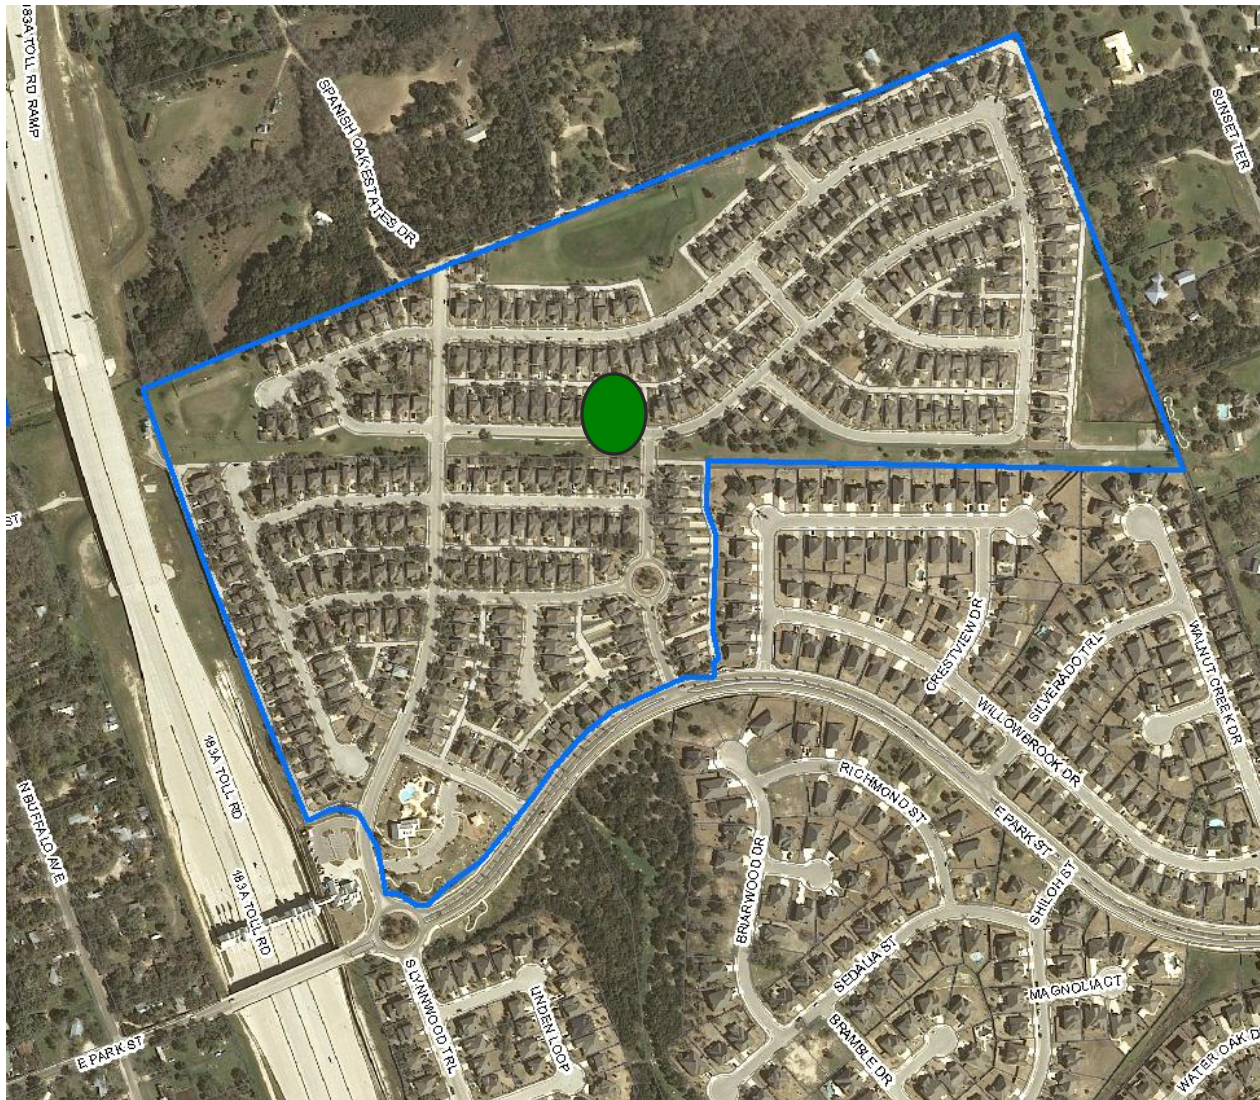 183A TOLL RD RAMP
SPANISH OAK ESTATES DR
SUNSET TER
ST
CRESTVIEW DR
SILVERADO TRL
WALNUT CREEK DR
WILLOWBROOK DR
183A TOLL RD
RICHMOND ST
N BUFFALO AVE
E PARK ST
BRIARWOOD DR
SHILOH ST
183A TOLL RD
SEDALIA ST
MAGNOLIA CT
S LYNNWOOD TRL
LINDEN LOOP
E PARK ST
BRAMBLE DR
WATER OAK D